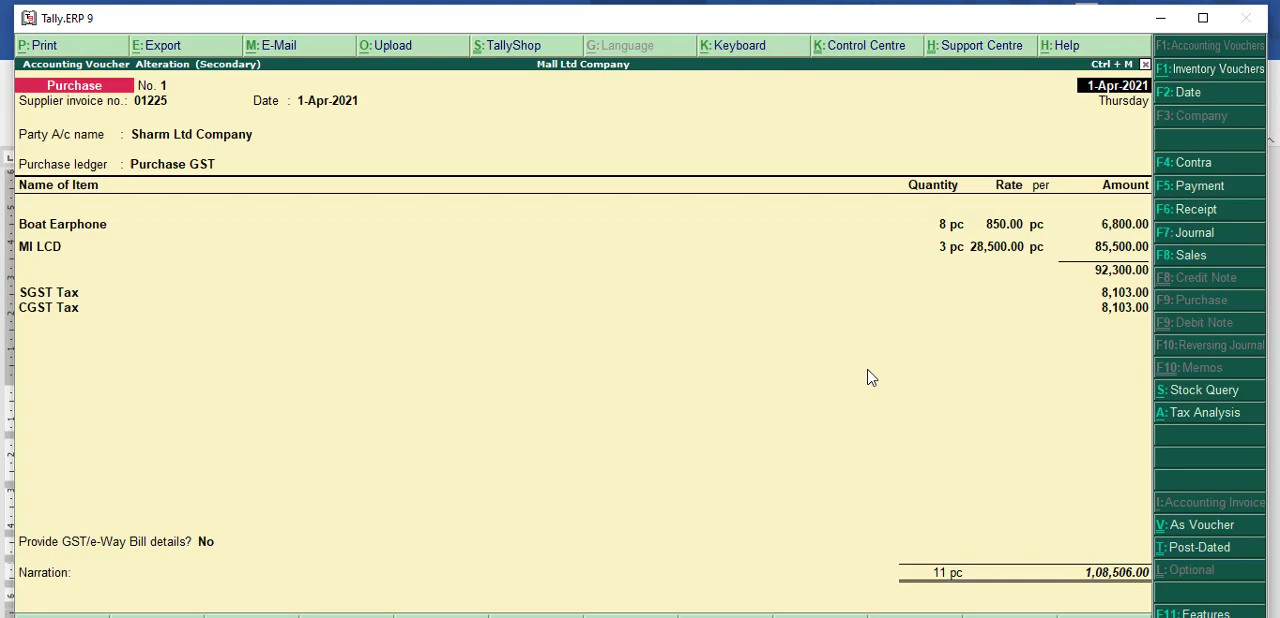 Tally.ERP 9
P: Print E: Export M: E-Mail O: Upload S: TallyShop G: Language K: Keyboard K: Control Centre H: Support Centre H: Help
Accounting Voucher Alteration (Secondary) Mall Ltd Company Ctrl + M
Purchase No. 1 1-Apr-2021
Supplier invoice no.: 01225 Date : 1-Apr-2021 Thursday
Party A/c name : Sharm Ltd Company
Purchase ledger : Purchase GST
Name of Item Quantity Rate per Amount
Boat Earphone 8 pc 850.00 pc 6,800.00
MI LCD 3 pc 28,500.00 pc 85,500.00
92,300.00
SGST Tax 8,103.00
CGST Tax 8,103.00
Provide GST/e-Way Bill details? No
Narration: 11 pc 1,08,506.00
F1: Accounting Vouchers
F1: Inventory Vouchers
F2: Date
F3: Company
F4: Contra
F5: Payment
F6: Receipt
F7: Journal
F8: Sales
F8: Credit Note
F9: Purchase
F9: Debit Note
F10: Reversing Journal
F10: Memos
S: Stock Query
A: Tax Analysis
I: Accounting Invoice
V: As Voucher
T: Post-Dated
L: Optional
F11: Features